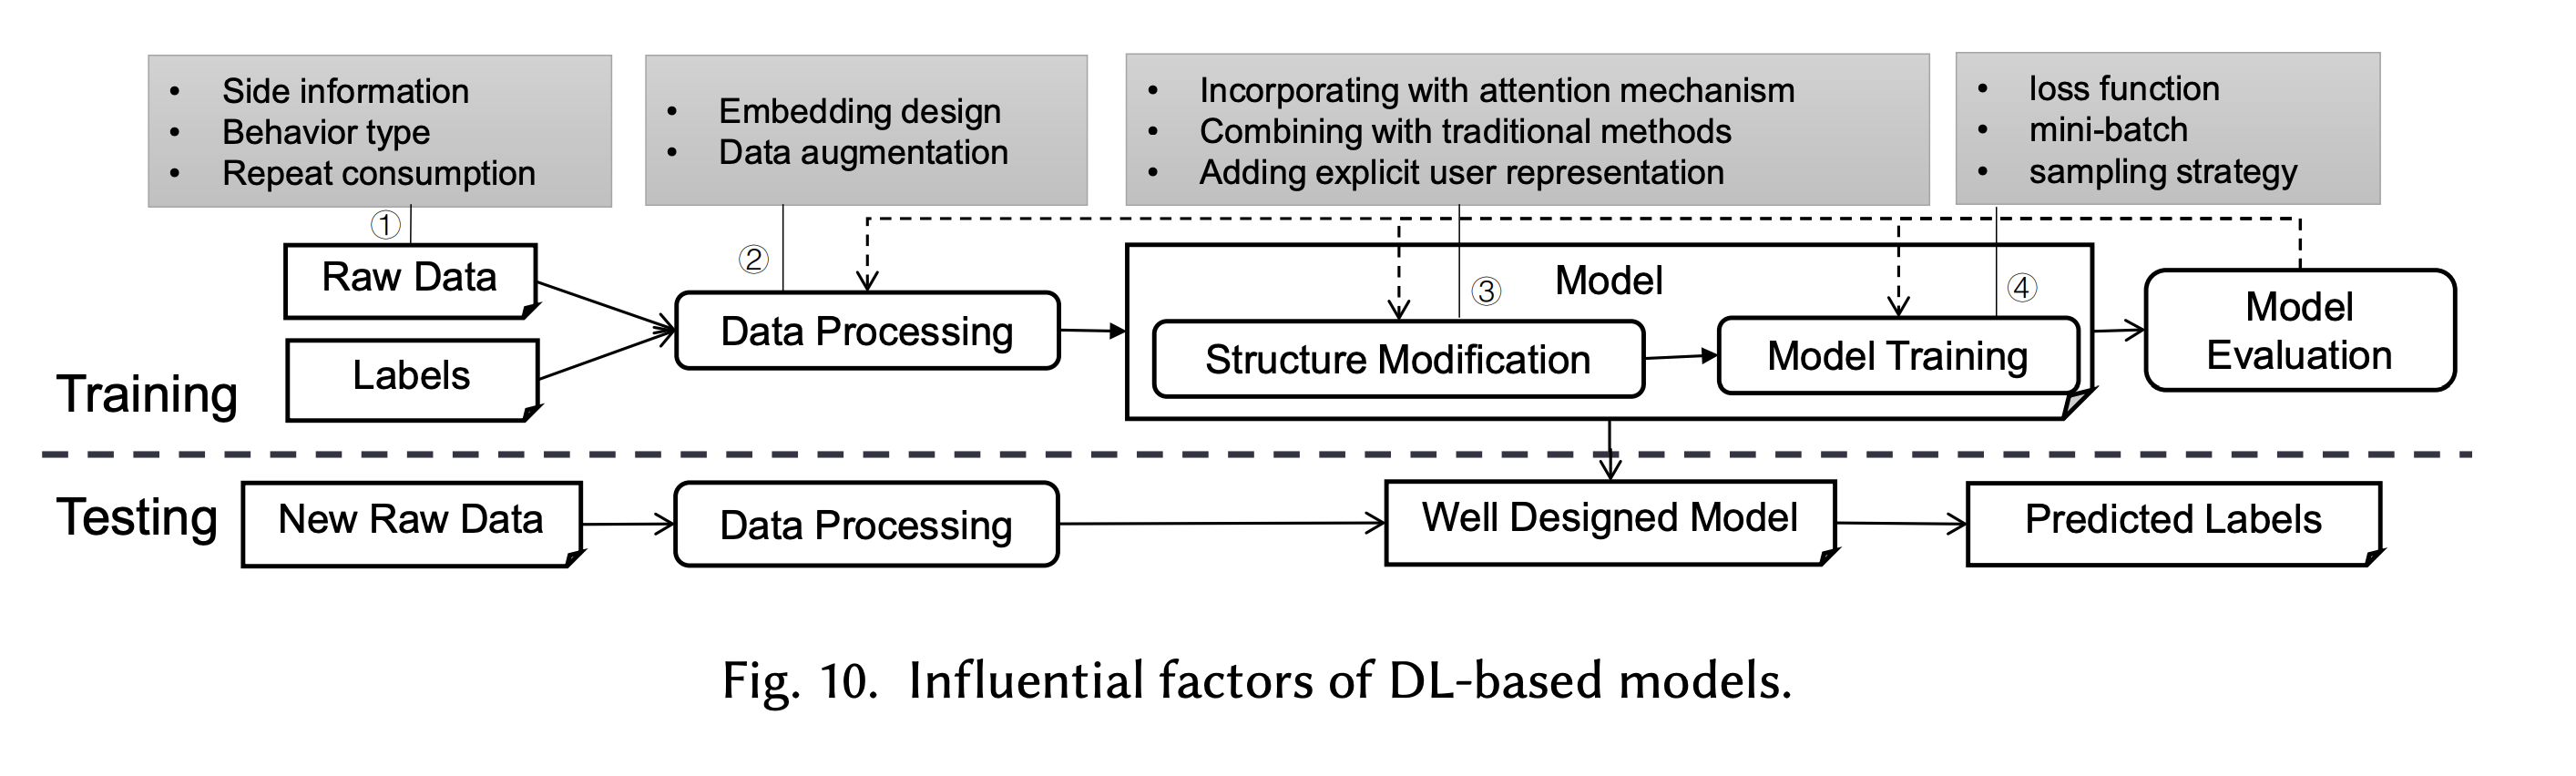 • Side information
• Behavior type
• Repeat consumption
• Embedding design
• Data augmentation
• Incorporating with attention mechanism
• Combining with traditional methods
• Adding explicit user representation
• loss function
• mini-batch
• sampling strategy
①
②
③
④
Training
Raw Data
Labels
Data Processing
Model
Structure Modification
Model Training
Model
Evaluation
Testing
New Raw Data
Data Processing
Well Designed Model
Predicted Labels
Fig. 10. Influential factors of DL-based models.